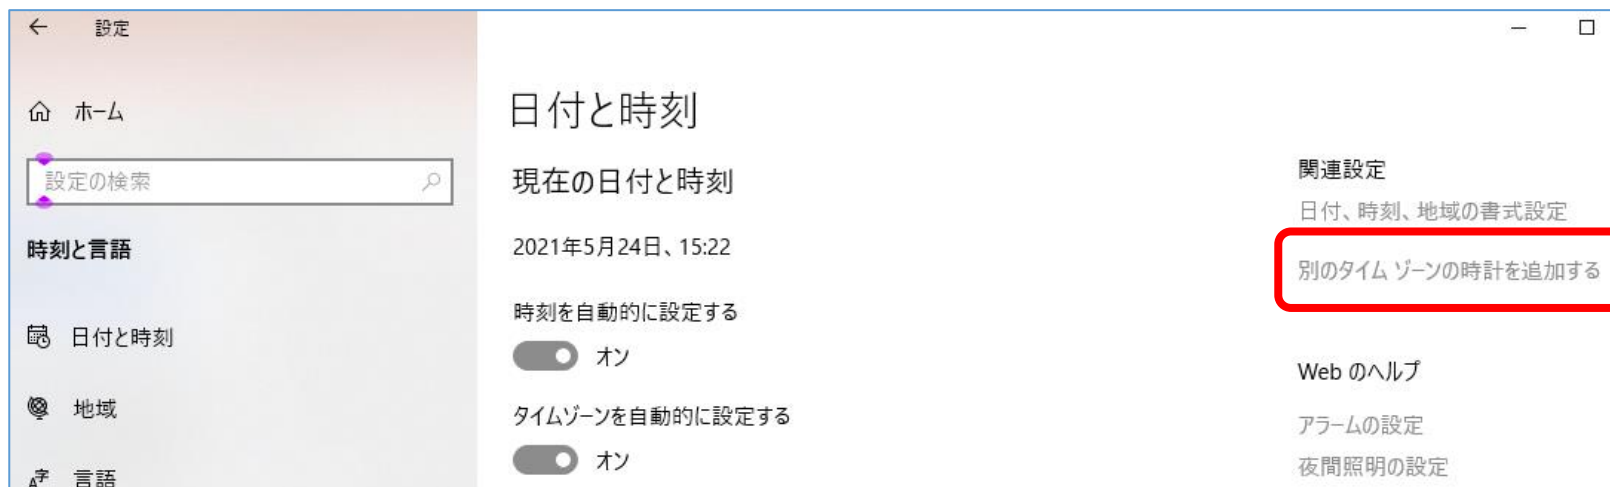 設定
ホーム
設定の検索
時刻と言語
日付と時刻
地域
言語
日付と時刻
現在の日付と時刻
2021年5月24日、15:22
時刻を自動的に設定する
オン
タイムゾーンを自動的に設定する
オン
関連設定
日付、時刻、地域の書式設定
別のタイム ゾーンの時計を追加する
Web のヘルプ
アラームの設定
夜間照明の設定